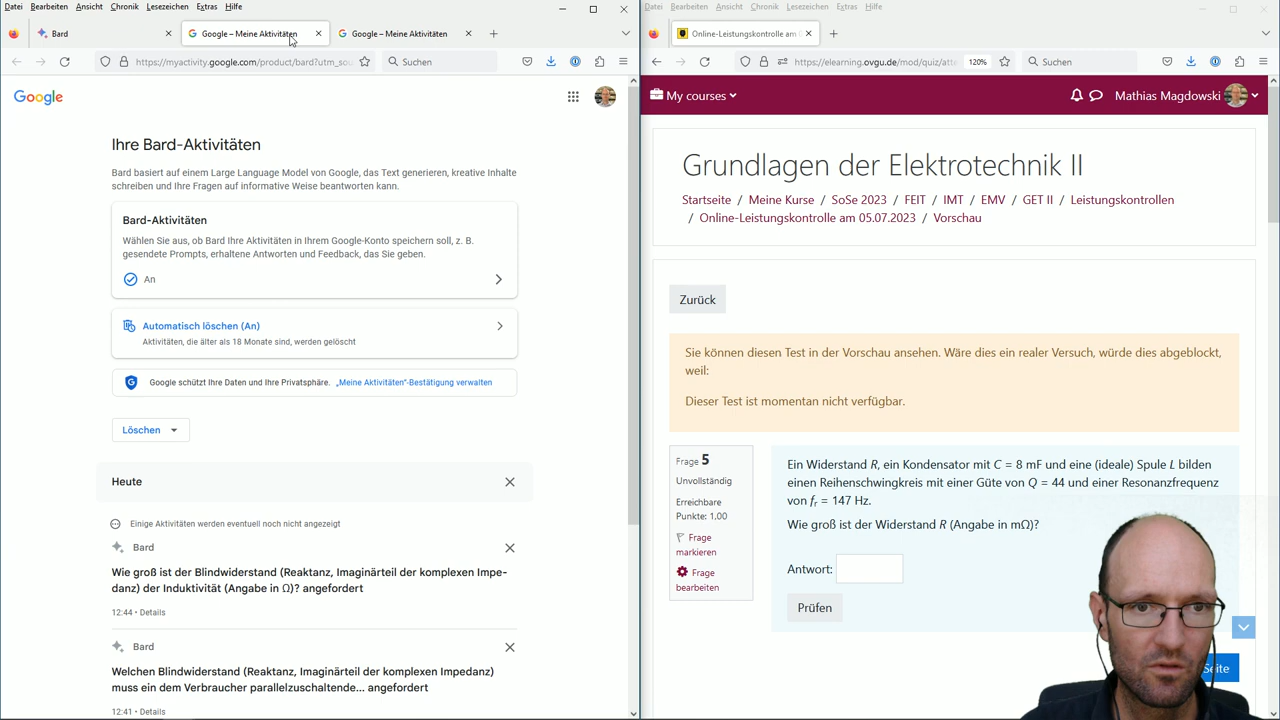 Datei Bearbeiten Ansicht Chronik Lesezeichen Extras Hilfe
Bard
Google – Meine Aktivitäten
Google – Meine Aktivitäten
https://myactivity.google.com/product/bard?utm_sou
Suchen
Google
Ihre Bard-Aktivitäten
Bard basiert auf einem Large Language Model von Google, das Text generieren, kreative Inhalte
schreiben und Ihre Fragen auf informative Weise beantworten kann.
Bard-Aktivitäten
Wählen Sie aus, ob Bard Ihre Aktivitäten in Ihrem Google-Konto speichern soll, z. B.
gesendete Prompts, erhaltene Antworten und Feedback, das Sie geben.
An
Automatisch löschen (An)
Aktivitäten, die älter als 18 Monate sind, werden gelöscht
Google schützt Ihre Daten und Ihre Privatsphäre. „Meine Aktivitäten“-Bestätigung verwalten
Löschen
Heute
Einige Aktivitäten werden eventuell noch nicht angezeigt
Bard
Wie groß ist der Blindwiderstand (Reaktanz, Imaginärteil der komplexen Impe-
danz) der Induktivität (Angabe in Ω)? angefordert
12:44 • Details
Bard
Welchen Blindwiderstand (Reaktanz, Imaginärteil der komplexen Impedanz)
muss ein dem Verbraucher parallelzuschaltende... angefordert
12:41 • Details
Datei Bearbeiten Ansicht Chronik Lesezeichen Extras Hilfe
Online-Leistungskontrolle am
https://elearning.ovgu.de/mod/quiz/atte
120%
Suchen
My courses
Mathias Magdowski
Grundlagen der Elektrotechnik II
Startseite / Meine Kurse / SoSe 2023 / FEIT / IMT / EMV / GET II / Leistungskontrollen
/ Online-Leistungskontrolle am 05.07.2023 / Vorschau
Zurück
Sie können diesen Test in der Vorschau ansehen. Wäre dies ein realer Versuch, würde dies abgeblockt,
weil:
Dieser Test ist momentan nicht verfügbar.
Frage 5
Unvollständig
Erreichbare
Punkte: 1,00
Frage
markieren
Frage
bearbeiten
Ein Widerstand R, ein Kondensator mit C = 8 mF und eine (ideale) Spule L bilden
einen Reihenschwingkreis mit einer Güte von Q = 44 und einer Resonanzfrequenz
von fr = 147 Hz.
Wie groß ist der Widerstand R (Angabe in mΩ)?
Antwort:
Prüfen
Seite